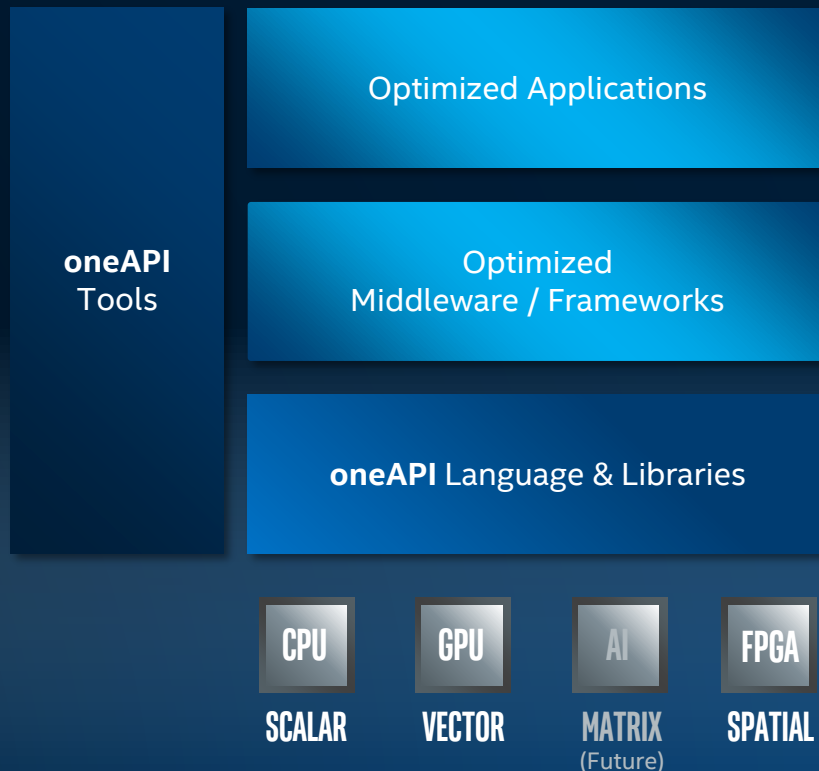 oneAPI
Tools
Optimized Applications
Optimized
Middleware / Frameworks
oneAPI Language & Libraries
CPU
GPU
AI
FPGA
SCALAR
VECTOR
MATRIX
(Future)
SPATIAL